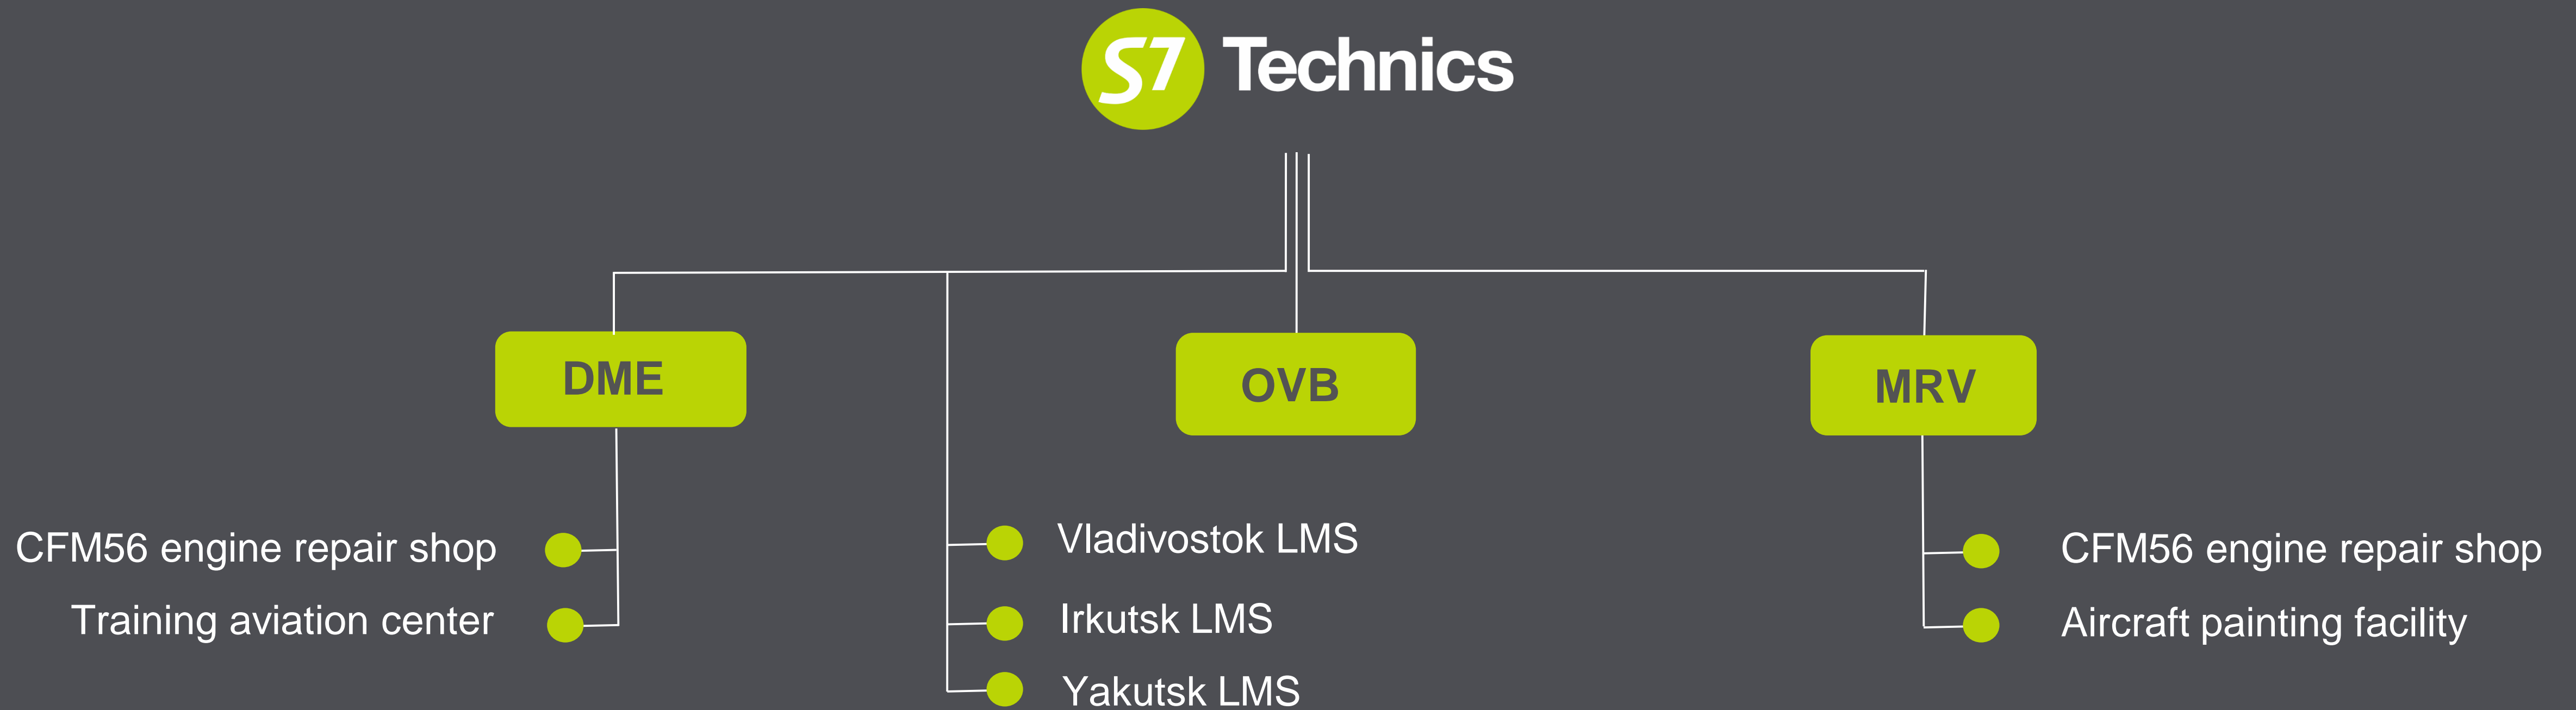 S7 Technics
DME
OVB
MRV
CFM56 engine repair shop
Training aviation center
Vladivostok LMS
Irkutsk LMS
Yakutsk LMS
CFM56 engine repair shop
Aircraft painting facility